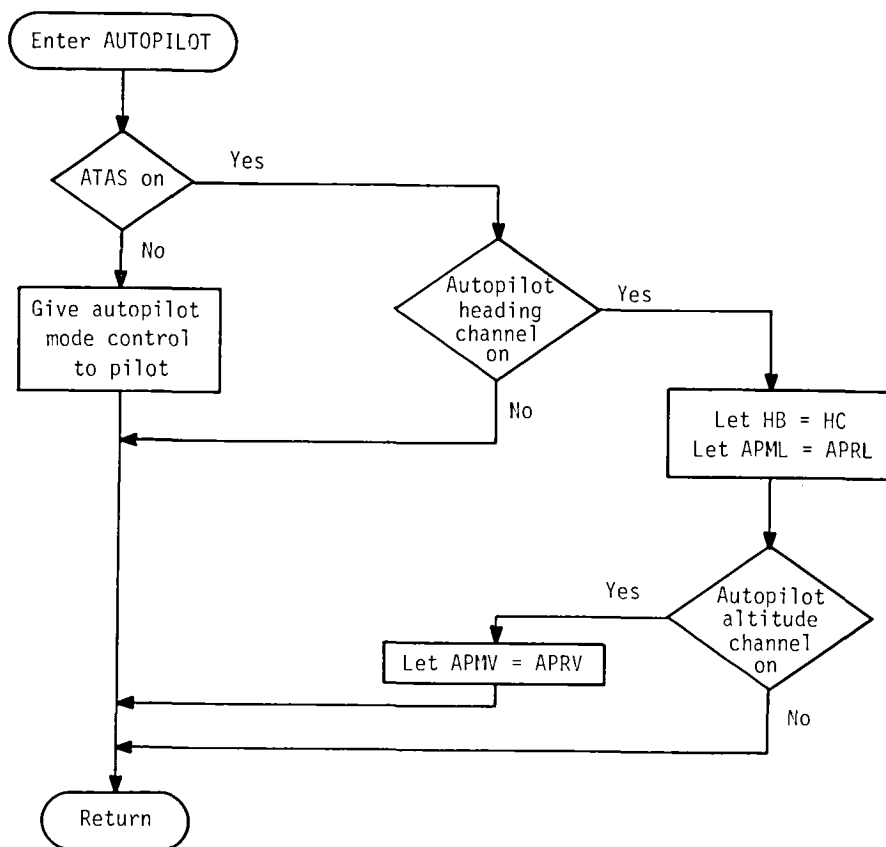 Enter AUTOPILOT
ATAS on
Yes
No
Give autopilot
mode control
to pilot
Autopilot
heading
channel
on
Yes
No
Let HB = HC
Let APML = APRL
Autopilot
altitude
channel
on
Yes
Let APMV = APRV
No
Return